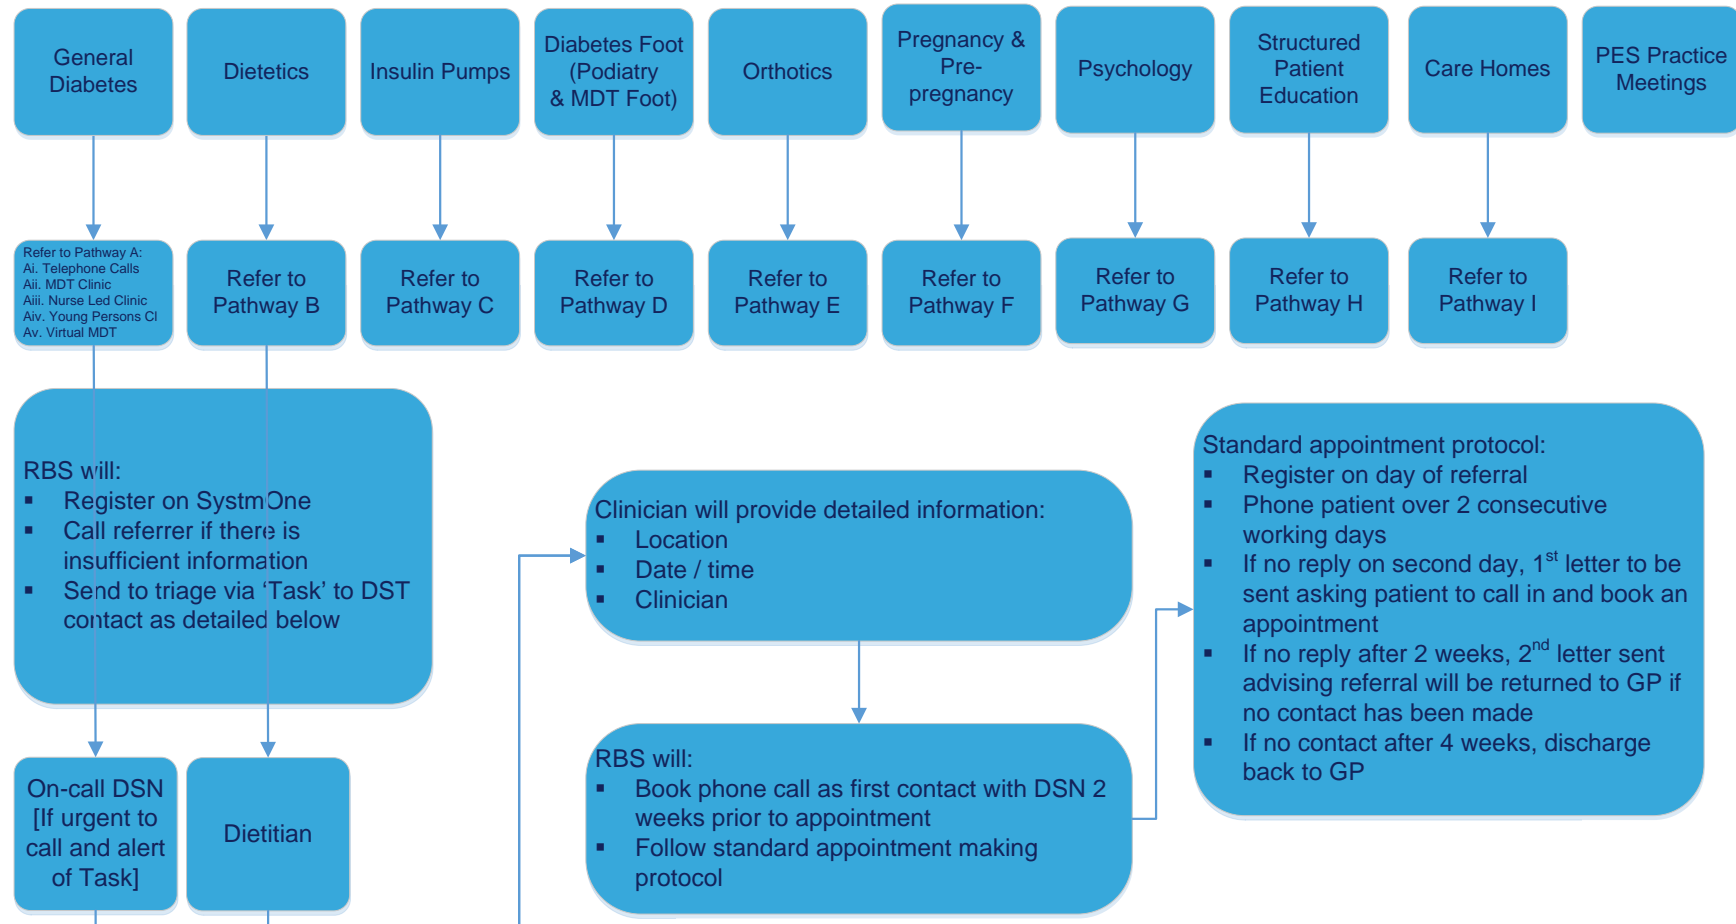 General
Diabetes
Dietetics
Insulin Pumps
Diabetes Foot
(Podiatry
& MDT Foot)
Orthotics
Pregnancy &
Pre-
pregnancy
Psychology
Structured
Patient
Education
Care Homes
PES Practice
Meetings
Refer to Pathway A:
Ai. Telephone Calls
Aii. MDT Clinic
Aiii. Nurse Led Clinic
Aiv. Young Persons Cl
Av. Virtual MDT
Refer to
Pathway B
Refer to
Pathway C
Refer to
Pathway D
Refer to
Pathway E
Refer to
Pathway F
Refer to
Pathway G
Refer to
Pathway H
Refer to
Pathway I
RBS will:
▪ Register on SystmOne
▪ Call referrer if there is
insufficient information
▪ Send to triage via ‘Task’ to DST
contact as detailed below
On-call DSN
[If urgent to
call and alert
of Task]
Dietitian
Clinician will provide detailed information:
▪ Location
▪ Date / time
▪ Clinician
RBS will:
▪ Book phone call as first contact with DSN 2
weeks prior to appointment
▪ Follow standard appointment making
protocol
Standard appointment protocol:
▪ Register on day of referral
▪ Phone patient over 2 consecutive
working days
▪ If no reply on second day, 1st letter to be
sent asking patient to call in and book an
appointment
▪ If no reply after 2 weeks, 2nd letter sent
advising referral will be returned to GP if
no contact has been made
▪ If no contact after 4 weeks, discharge
back to GP